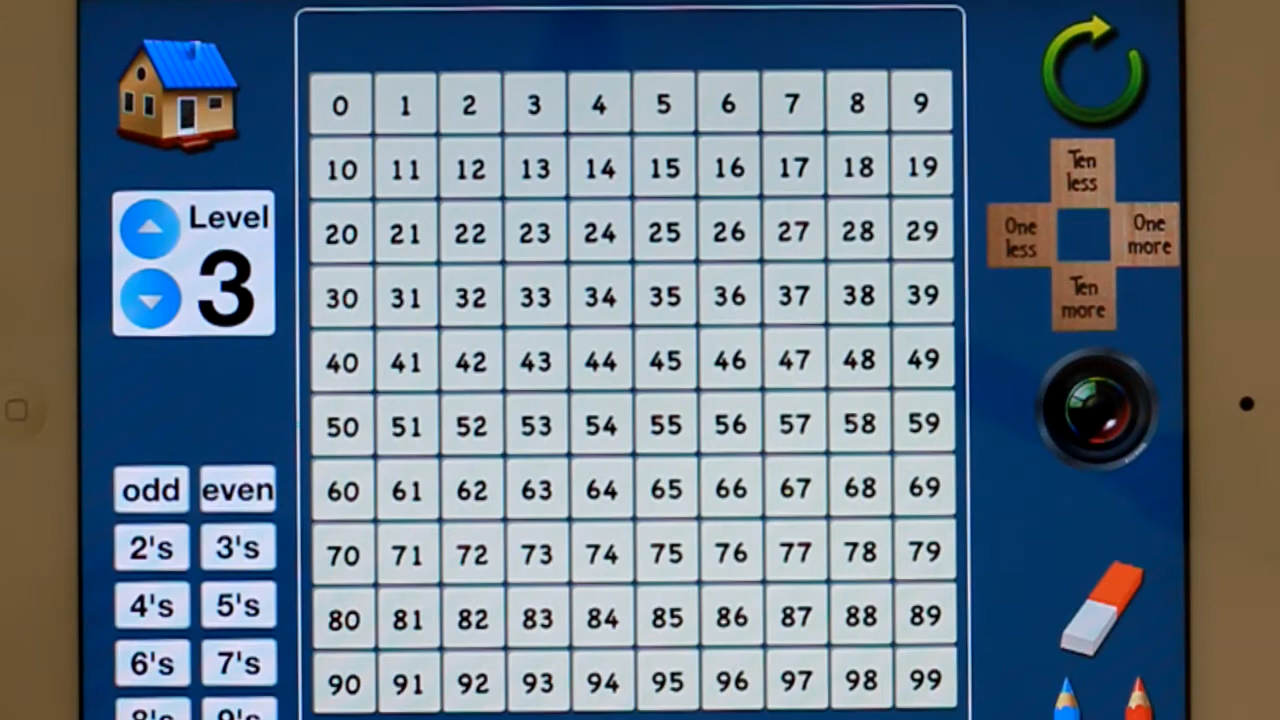 Level
3
odd even
2's 3's
4's 5's
6's 7's
8's 9's
0 1 2 3 4 5 6 7 8 9
10 11 12 13 14 15 16 17 18 19
20 21 22 23 24 25 26 27 28 29
30 31 32 33 34 35 36 37 38 39
40 41 42 43 44 45 46 47 48 49
50 51 52 53 54 55 56 57 58 59
60 61 62 63 64 65 66 67 68 69
70 71 72 73 74 75 76 77 78 79
80 81 82 83 84 85 86 87 88 89
90 91 92 93 94 95 96 97 98 99
Ten
less
One
less
One
more
Ten
more